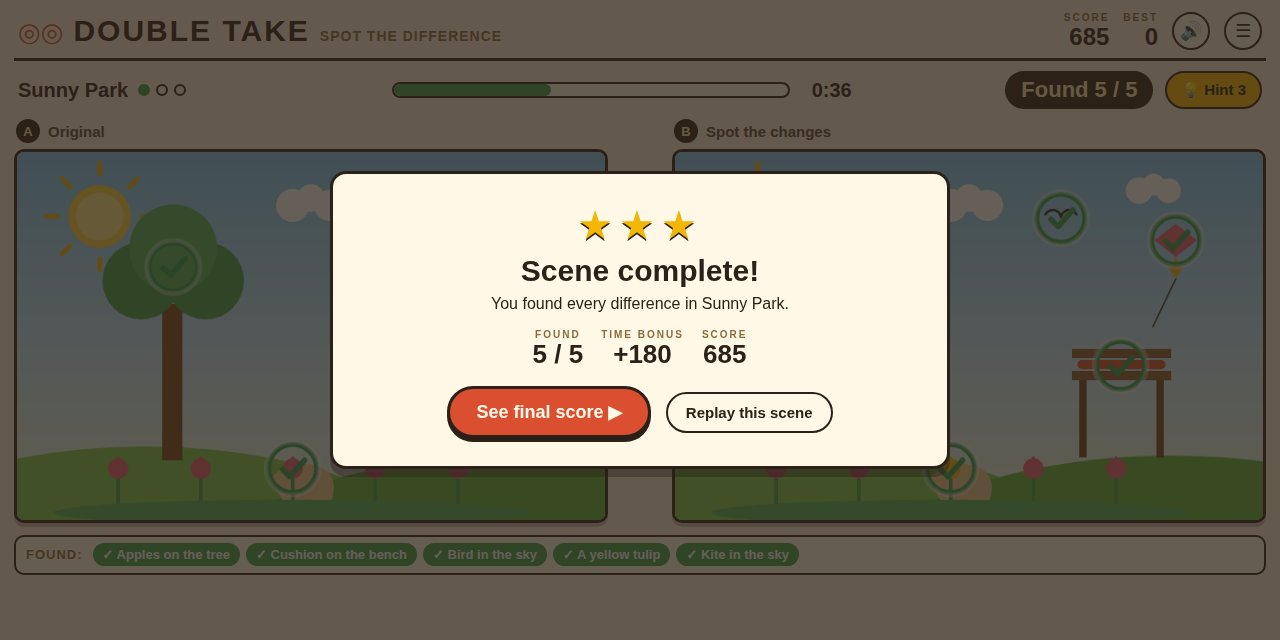 DOUBLE TAKE SPOT THE DIFFERENCE
SCORE BEST
685 0
Sunny Park 0:36 Found 5 / 5 Hint 3
A Original B Spot the changes
Scene complete!
You found every difference in Sunny Park.
FOUND TIME BONUS SCORE
5 / 5 +180 685
See final score ▶ Replay this scene
FOUND: ✓ Apples on the tree ✓ Cushion on the bench ✓ Bird in the sky ✓ A yellow tulip ✓ Kite in the sky